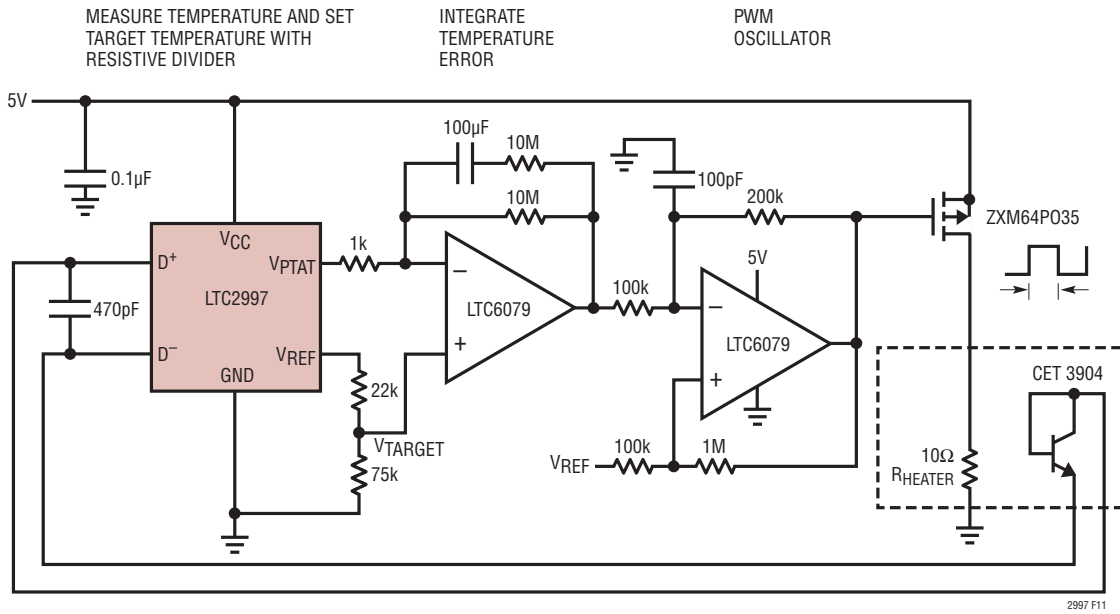 MEASURE TEMPERATURE AND SET
TARGET TEMPERATURE WITH
RESISTIVE DIVIDER
INTEGRATE
TEMPERATURE
ERROR
PWM
OSCILLATOR
5V
0.1µF
100µF
10M
10M
100pF
200k
ZXM64PO35
VCC
D+
VPTAT
1k
470pF
LTC2997
LTC6079
−
+
100k
5V
LTC6079
−
+
D−
VREF
GND
22k
VTARGET
75k
VREF
100k
1M
CET 3904
10Ω
RHEATER
2997 F11